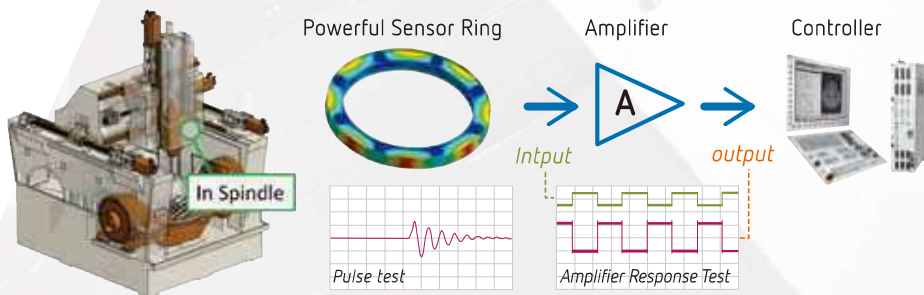 Powerful Sensor Ring
Amplifier
Controller
A
Intput
output
In Spindle
Pulse test
Amplifier Response Test